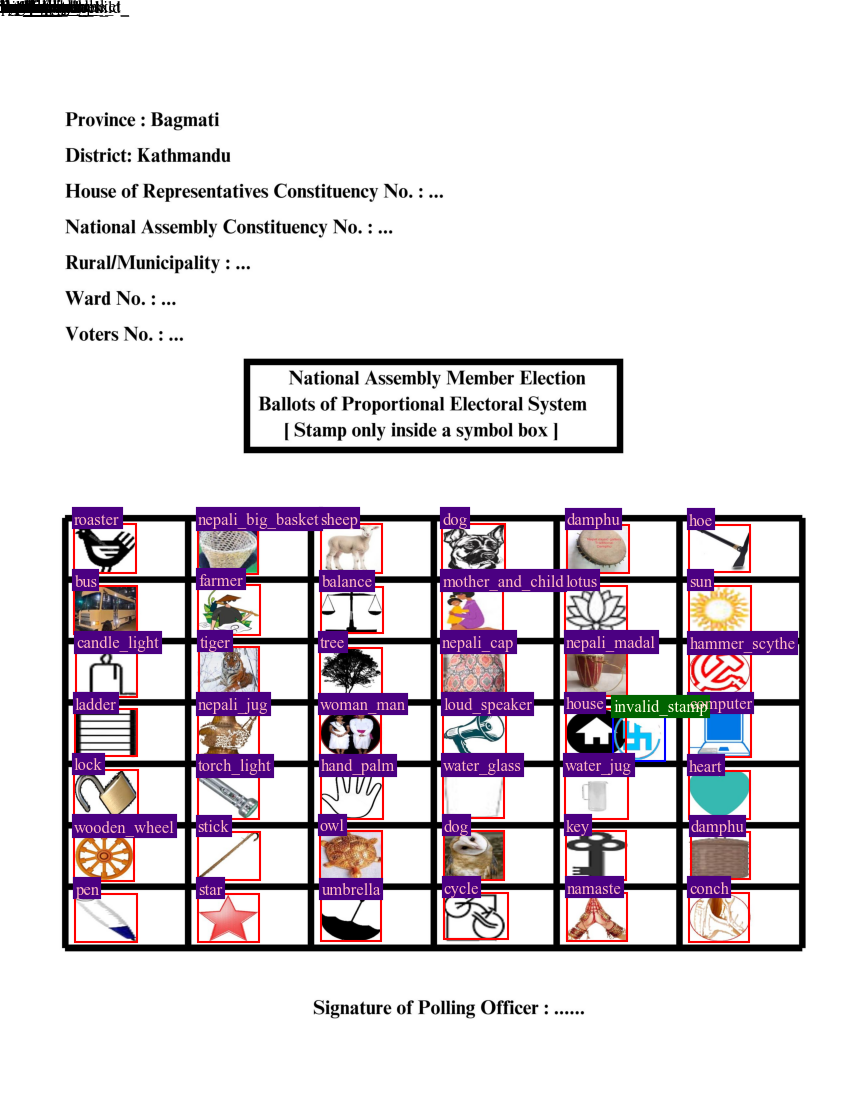 Province : Bagmati
District: Kathmandu
House of Representatives Constituency No. : ...
National Assembly Constituency No. : ...
Rural/Municipality : ...
Ward No. : ...
Voters No. : ...
National Assembly Member Election
Ballots of Proportional Electoral System
[ Stamp only inside a symbol box ]
roaster nepali_big_basket sheep dog damphu hoe
bus farmer balance mother_and_child lotus sun
candle_light tiger tree nepali_cap nepali_madal hammer_scythe
ladder nepali_jug woman_man loud_speaker house invalid_stamp computer
lock torch_light hand_palm water_glass water_jug heart
wooden_wheel stick owl dog key damphu
pen star umbrella cycle namaste conch
Signature of Polling Officer : ......